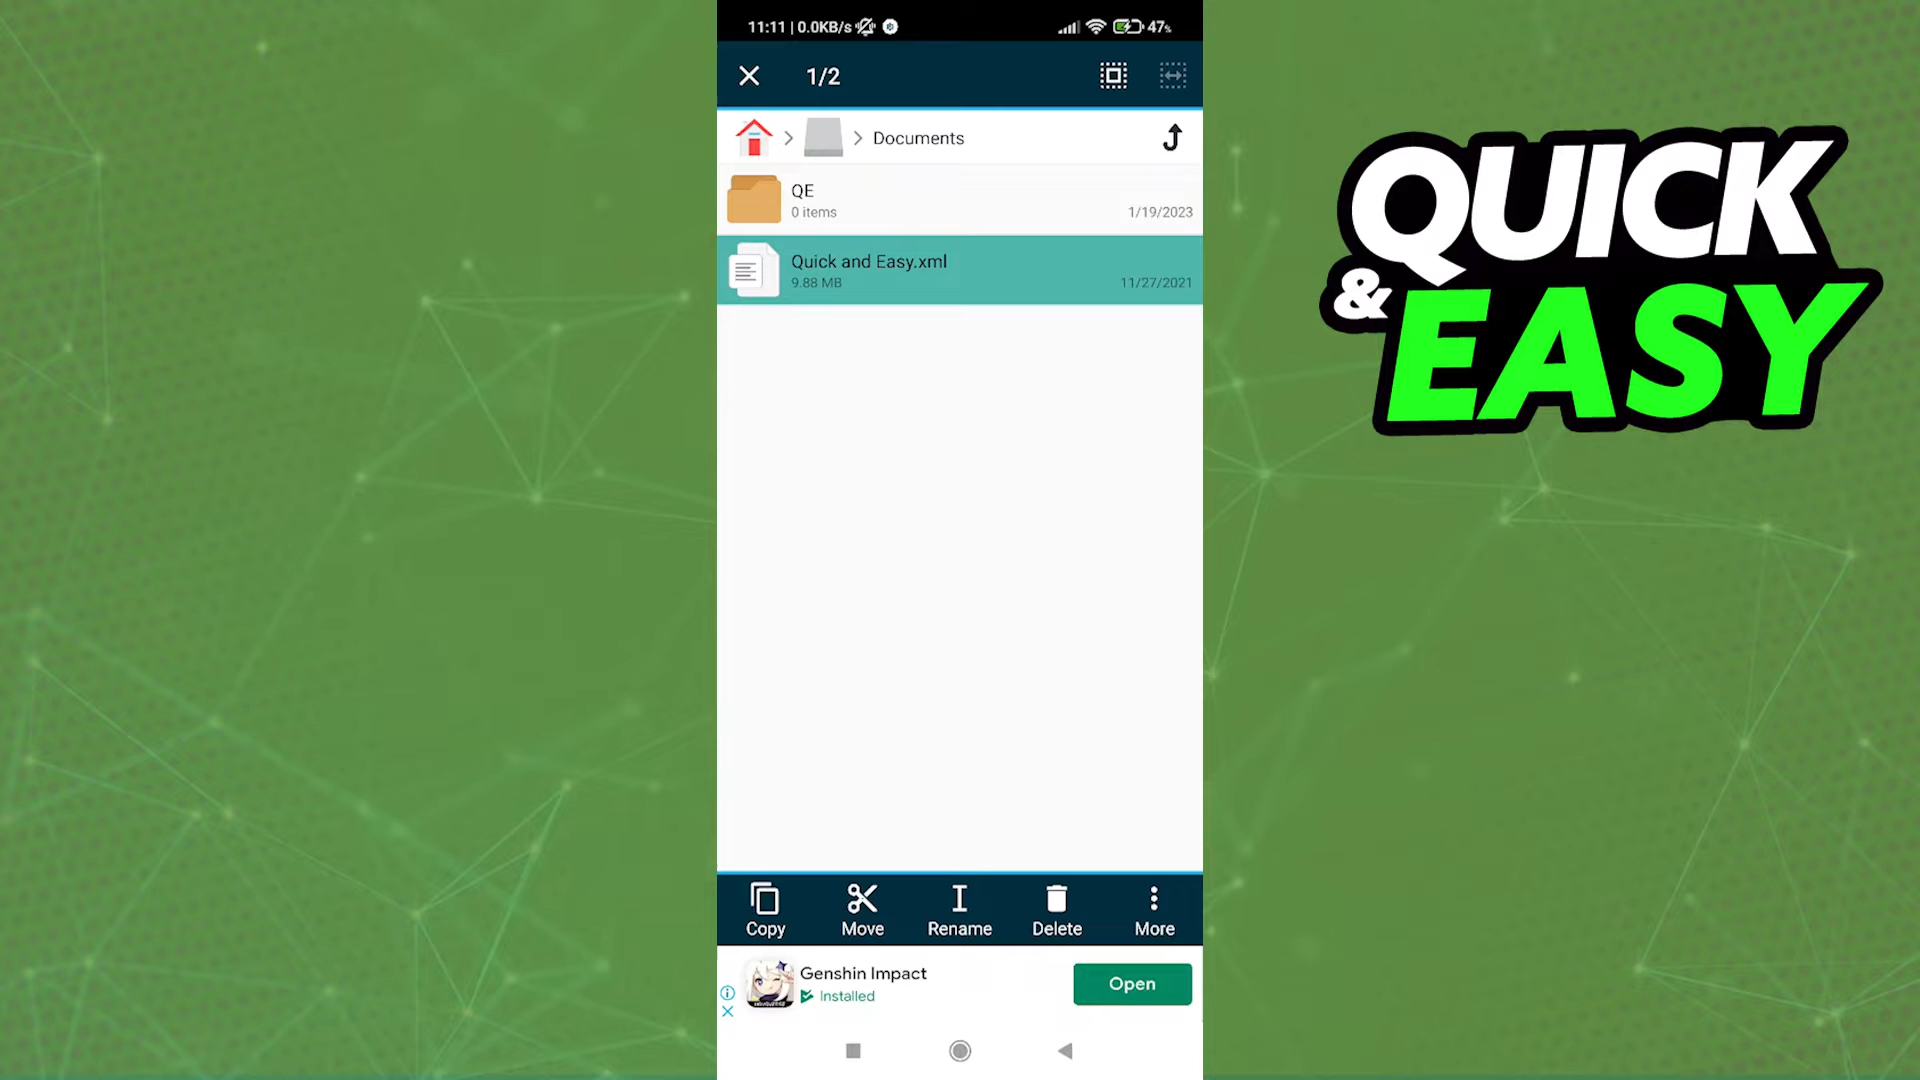 11:11 | 0.0KB/s
47%
1/2
Documents
QE
0 items
1/19/2023
Quick and Easy.xml
9.88 MB
11/27/2021
Copy
Move
Rename
Delete
More
Genshin Impact
Installed
Open
QUICK
& EASY